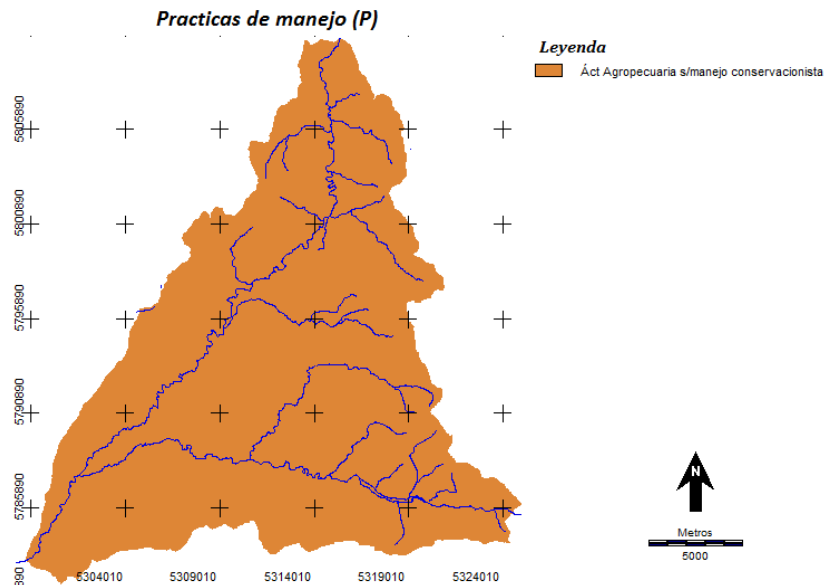 Practicas de manejo (P)
Leyenda
Áct Agropecuaria s/manejo conservacionista
5805890
5800890
5795890
5790890
5785890
890
5304010
5309010
5314010
5319010
5324010
N
Metros
5000